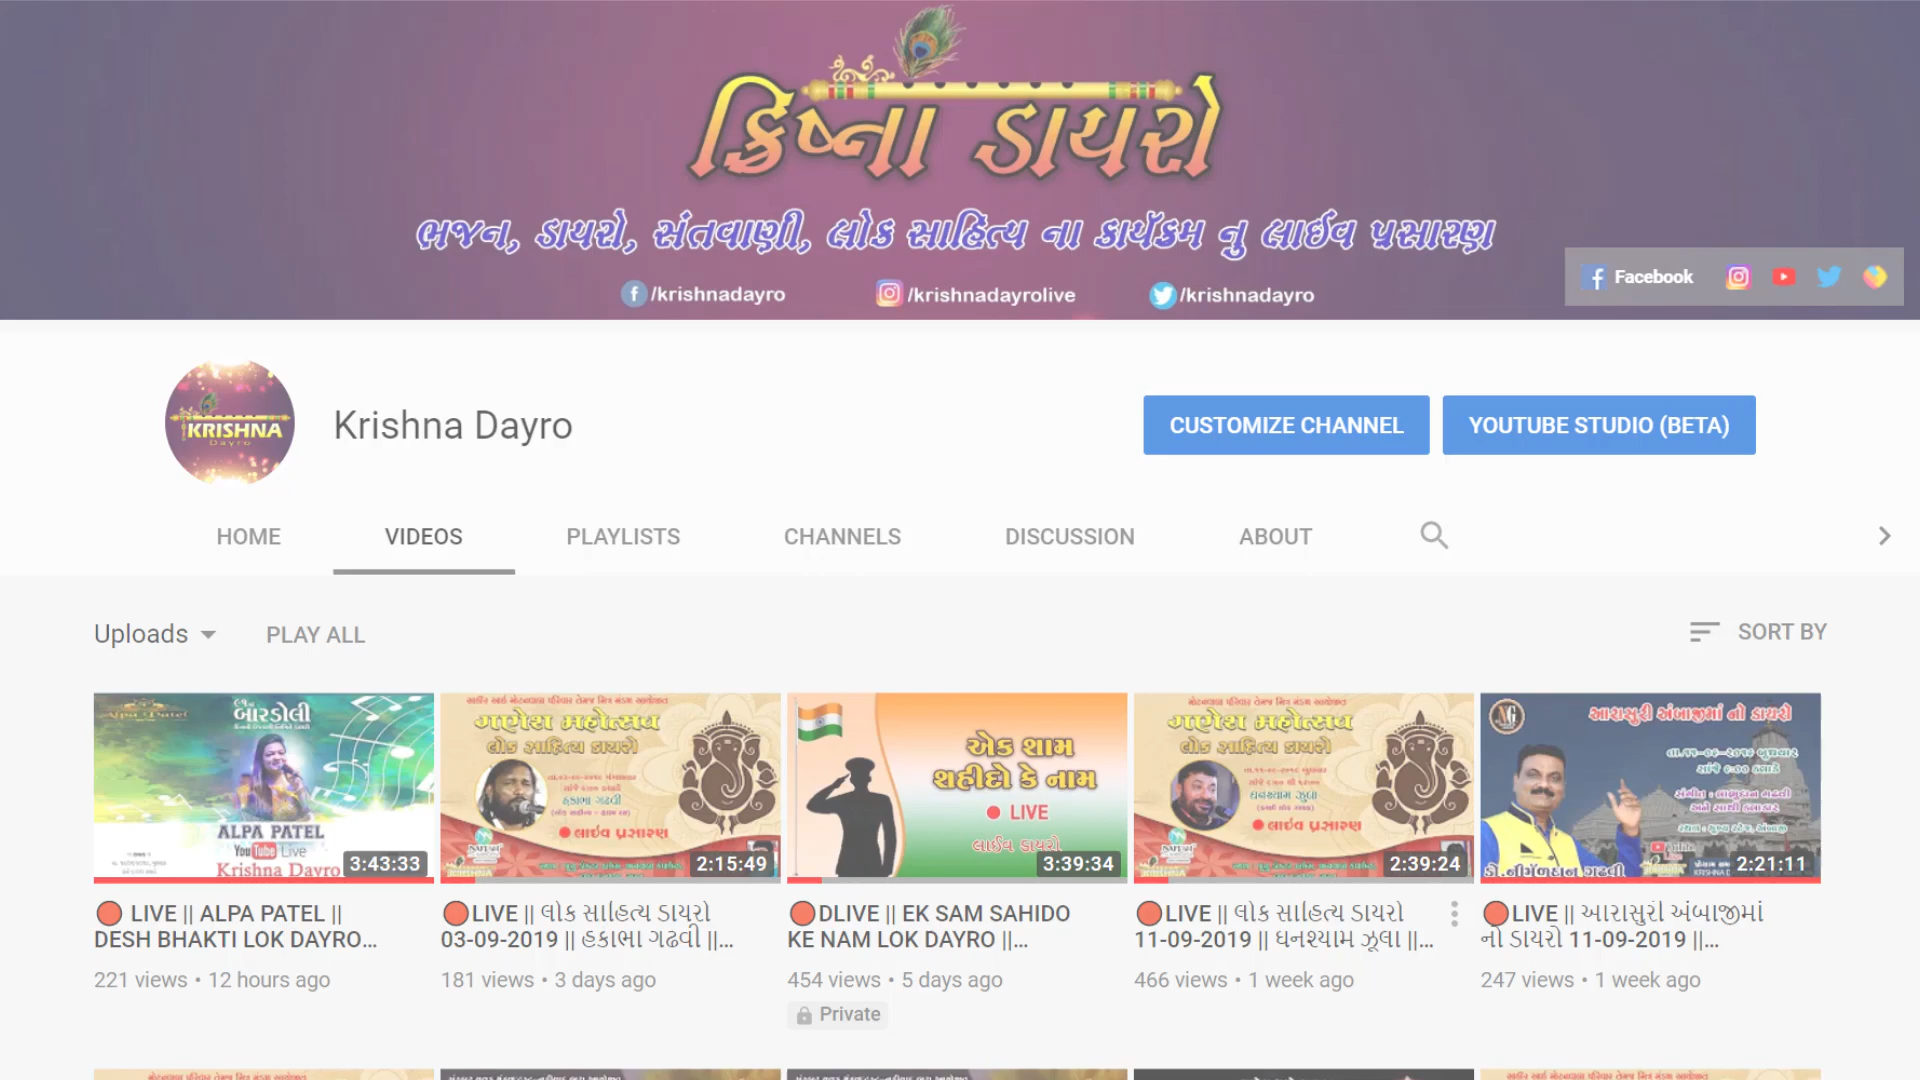 ક્રિષ્ના ડાયરો
ભજન, ડાયરો, સંતવાણી, લોક સાહિત્ય ના કાર્યક્રમ નુ લાઈવ પ્રસારણ
/krishnadayro /krishnadayrolive /krishnadayro
Facebook
KRISHNA
Dayro
Krishna Dayro
CUSTOMIZE CHANNEL
YOUTUBE STUDIO (BETA)
HOME VIDEOS PLAYLISTS CHANNELS DISCUSSION ABOUT
Uploads PLAY ALL SORT BY
બારડોલી
ALPA PATEL
YouTube Live
Krishna Dayro
3:43:33
ગણેશ મહોત્સવ
લોક સાહિત્ય ડાયરો
હકાભા ગઢવી
લાઈવ પ્રસારણ
2:15:49
એક શામ
શહીદો કે નામ
LIVE
લાઈવ ડાયરો
3:39:34
ગણેશ મહોત્સવ
લોક સાહિત્ય ડાયરો
ઘનશ્યામ ઝુલા
લાઈવ પ્રસારણ
2:39:24
NG
આરાસુરી અંબાજીમાં નો ડાયરો
2:21:11
LIVE || ALPA PATEL ||
DESH BHAKTI LOK DAYRO...
221 views • 12 hours ago
LIVE || લોક સાહિત્ય ડાયરો
03-09-2019 || હકાભા ગઢવી ||...
181 views • 3 days ago
DLIVE || EK SAM SAHIDO
KE NAM LOK DAYRO ||...
454 views • 5 days ago
Private
LIVE || લોક સાહિત્ય ડાયરો
11-09-2019 || ઘનશ્યામ ઝૂલા ||...
466 views • 1 week ago
LIVE || આરાસુરી અંબાજીમાં
નો ડાયરો 11-09-2019 ||...
247 views • 1 week ago